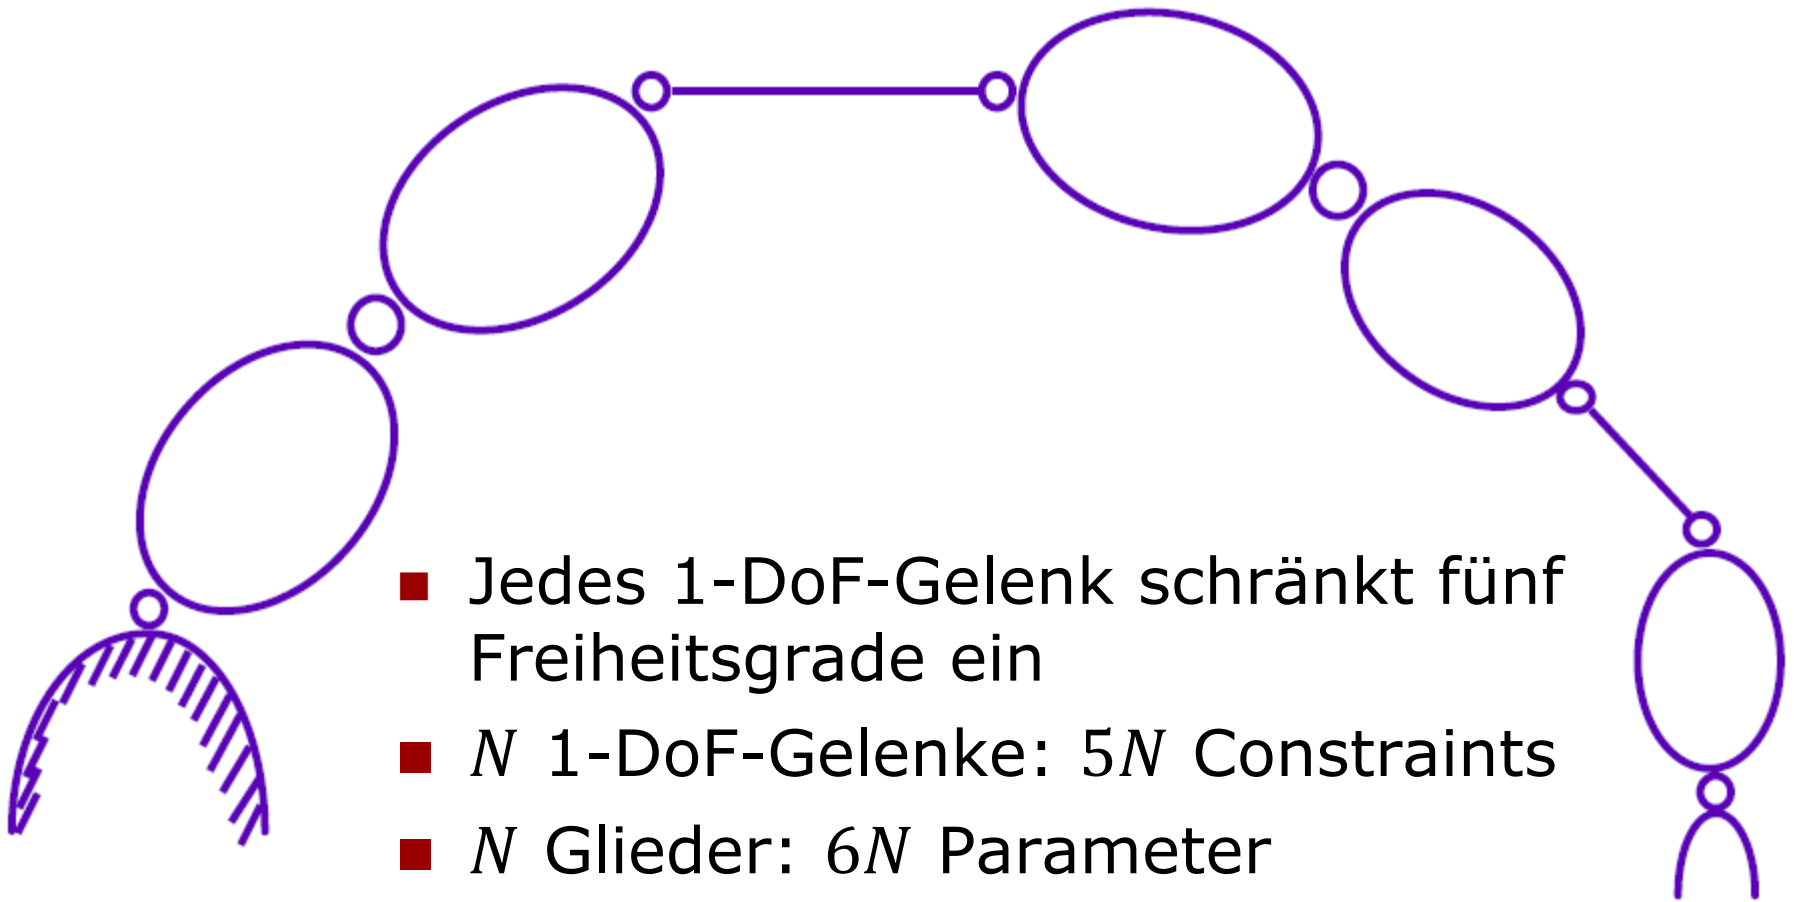 Jedes 1-DoF-Gelenk schränkt fünf
Freiheitsgrade ein
N 1-DoF-Gelenke: 5N Constraints
N Glieder: 6N Parameter